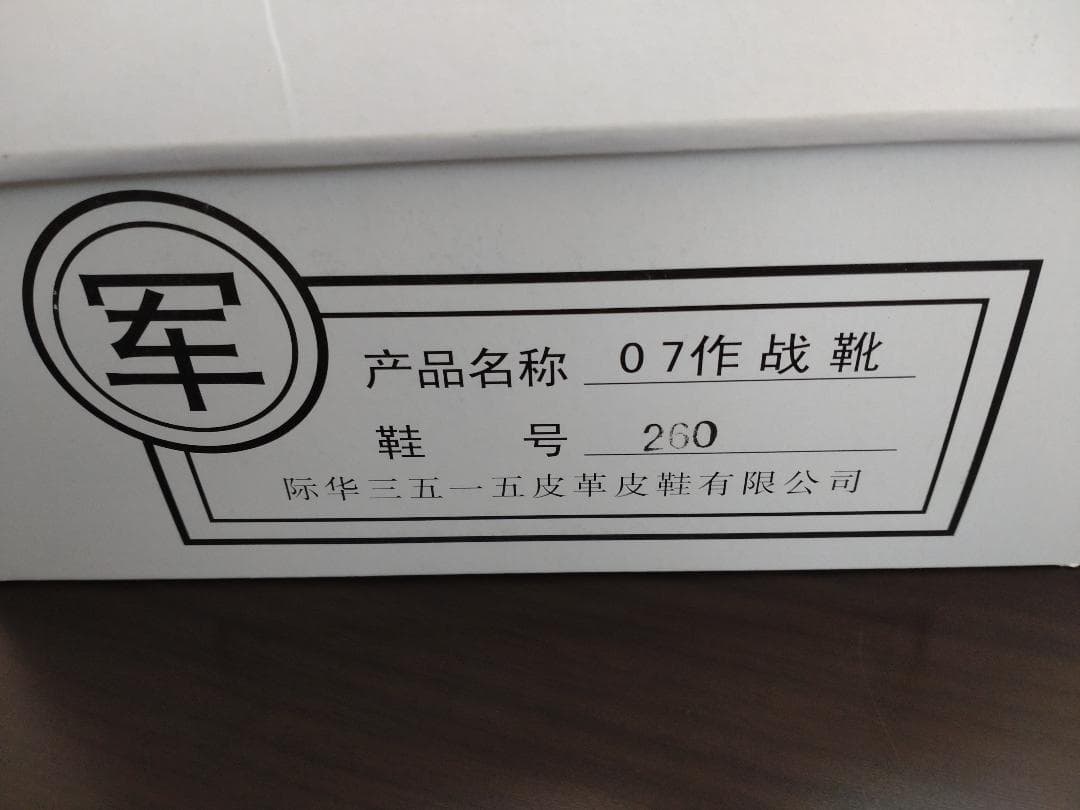 军
产品名称 07作战靴
鞋 号 260
际华三五一五皮革皮鞋有限公司